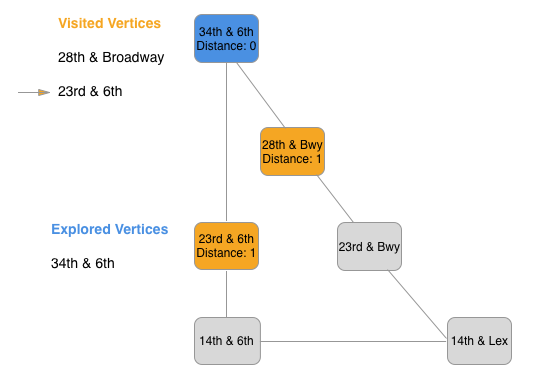 Visited Vertices
28th & Broadway
23rd & 6th
Explored Vertices
34th & 6th
34th & 6th
Distance: 0
28th & Bwy
Distance: 1
23rd & 6th
Distance: 1
23rd & Bwy
14th & 6th
14th & Lex